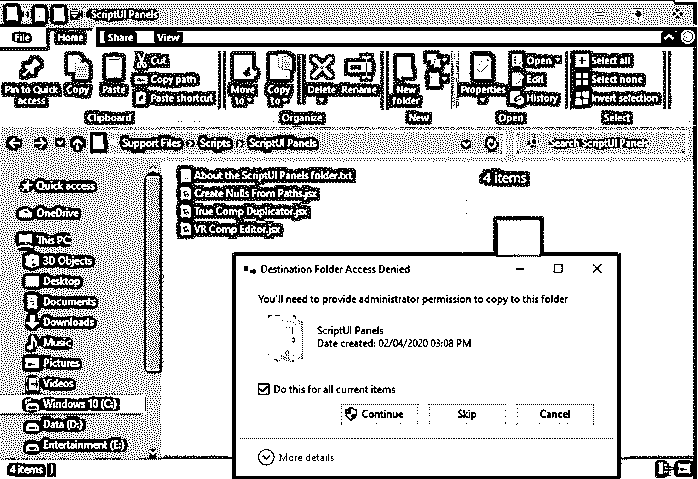 ScriptUI Panels
File Home Share View
Pin to Quick access
Copy
Paste
Cut
Copy path
Paste shortcut
Move to
Copy to
Delete
Rename
New folder
Properties
Open
Edit
History
Select all
Select none
Invert selection
Clipboard Organize New Open Select
Support Files > Scripts > ScriptUI Panels
Search ScriptUI Panels
Quick access
OneDrive
This PC
3D Objects
Desktop
Documents
Downloads
Music
Pictures
Videos
Windows 10 (C:)
Data (D:)
Entertainment (E:)
About the ScriptUI Panels folder.txt
Create Nulls From Paths.jsx
True Comp Duplicator.jsx
VR Comp Editor.jsx
4 items
Destination Folder Access Denied
You'll need to provide administrator permission to copy to this folder
ScriptUI Panels
Date created: 02/04/2020 03:08 PM
Do this for all current items
Continue Skip Cancel
More details
4 items